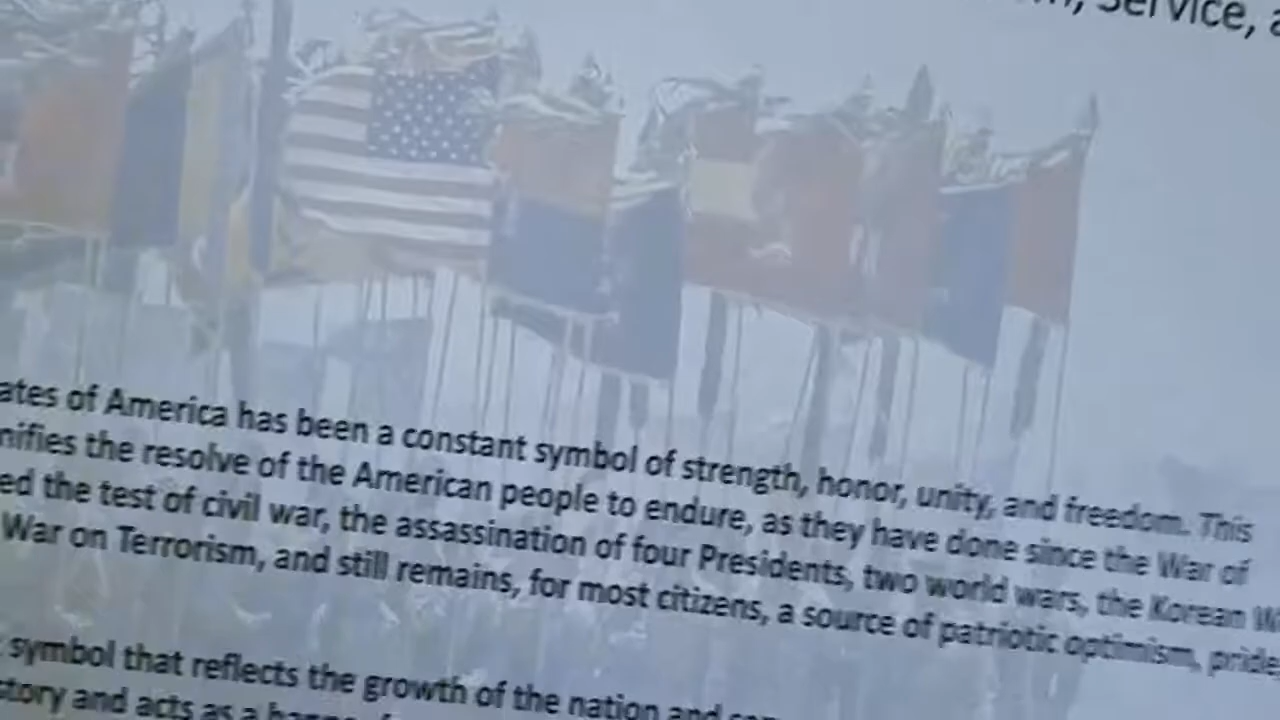 Service,
ates of America has been a constant symbol of strength, honor, unity, and freedom. This
nifies the resolve of the American people to endure, as they have done since the War of
ed the test of civil war, the assassination of four Presidents, two world wars, the Korean W
War on Terrorism, and still remains, for most citizens, a source of patriotic optimism, pride
symbol that reflects the growth of the nation and
story and acts as a